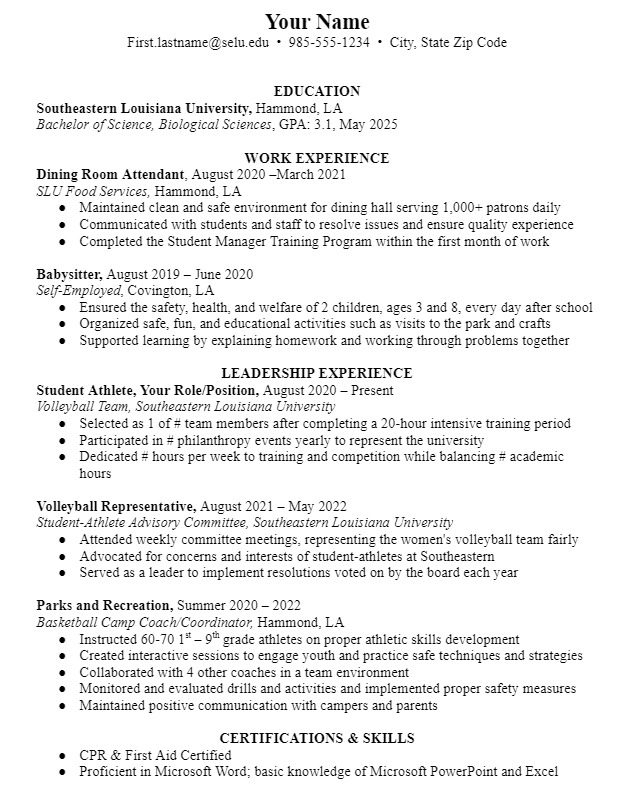 Your Name
First.lastname@selu.edu • 985-555-1234 • City, State Zip Code
EDUCATION
Southeastern Louisiana University, Hammond, LA
Bachelor of Science, Biological Sciences, GPA: 3.1, May 2025
WORK EXPERIENCE
Dining Room Attendant, August 2020 –March 2021
SLU Food Services, Hammond, LA
● Maintained clean and safe environment for dining hall serving 1,000+ patrons daily
● Communicated with students and staff to resolve issues and ensure quality experience
● Completed the Student Manager Training Program within the first month of work
Babysitter, August 2019 – June 2020
Self-Employed, Covington, LA
● Ensured the safety, health, and welfare of 2 children, ages 3 and 8, every day after school
● Organized safe, fun, and educational activities such as visits to the park and crafts
● Supported learning by explaining homework and working through problems together
LEADERSHIP EXPERIENCE
Student Athlete, Your Role/Position, August 2020 – Present
Volleyball Team, Southeastern Louisiana University
● Selected as 1 of # team members after completing a 20-hour intensive training period
● Participated in # philanthropy events yearly to represent the university
● Dedicated # hours per week to training and competition while balancing # academic
hours
Volleyball Representative, August 2021 – May 2022
Student-Athlete Advisory Committee, Southeastern Louisiana University
● Attended weekly committee meetings, representing the women's volleyball team fairly
● Advocated for concerns and interests of student-athletes at Southeastern
● Served as a leader to implement resolutions voted on by the board each year
Parks and Recreation, Summer 2020 – 2022
Basketball Camp Coach/Coordinator, Hammond, LA
● Instructed 60-70 1st – 9th grade athletes on proper athletic skills development
● Created interactive sessions to engage youth and practice safe techniques and strategies
● Collaborated with 4 other coaches in a team environment
● Monitored and evaluated drills and activities and implemented proper safety measures
● Maintained positive communication with campers and parents
CERTIFICATIONS & SKILLS
● CPR & First Aid Certified
● Proficient in Microsoft Word; basic knowledge of Microsoft PowerPoint and Excel